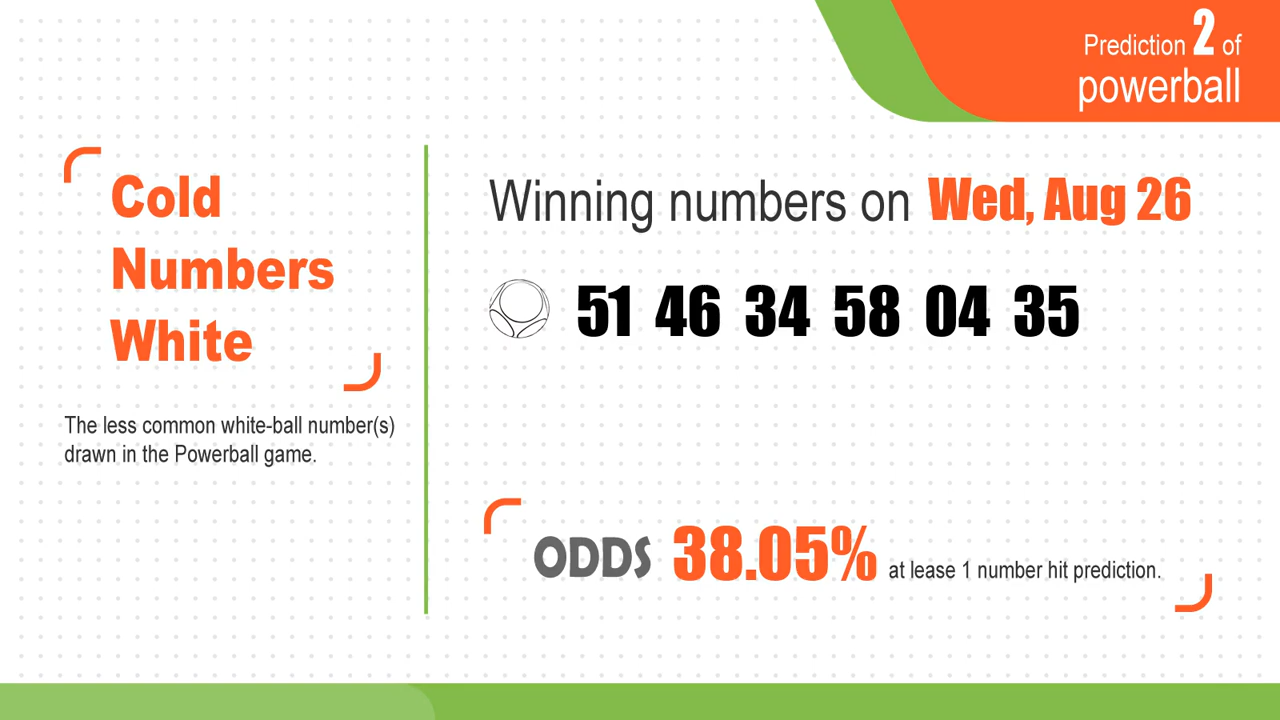 Prediction 2 of
powerball
Cold
Numbers
White
The less common white-ball number(s)
drawn in the Powerball game.
Winning numbers on Wed, Aug 26
51 46 34 58 04 35
ODDS 38.05% at lease 1 number hit prediction.